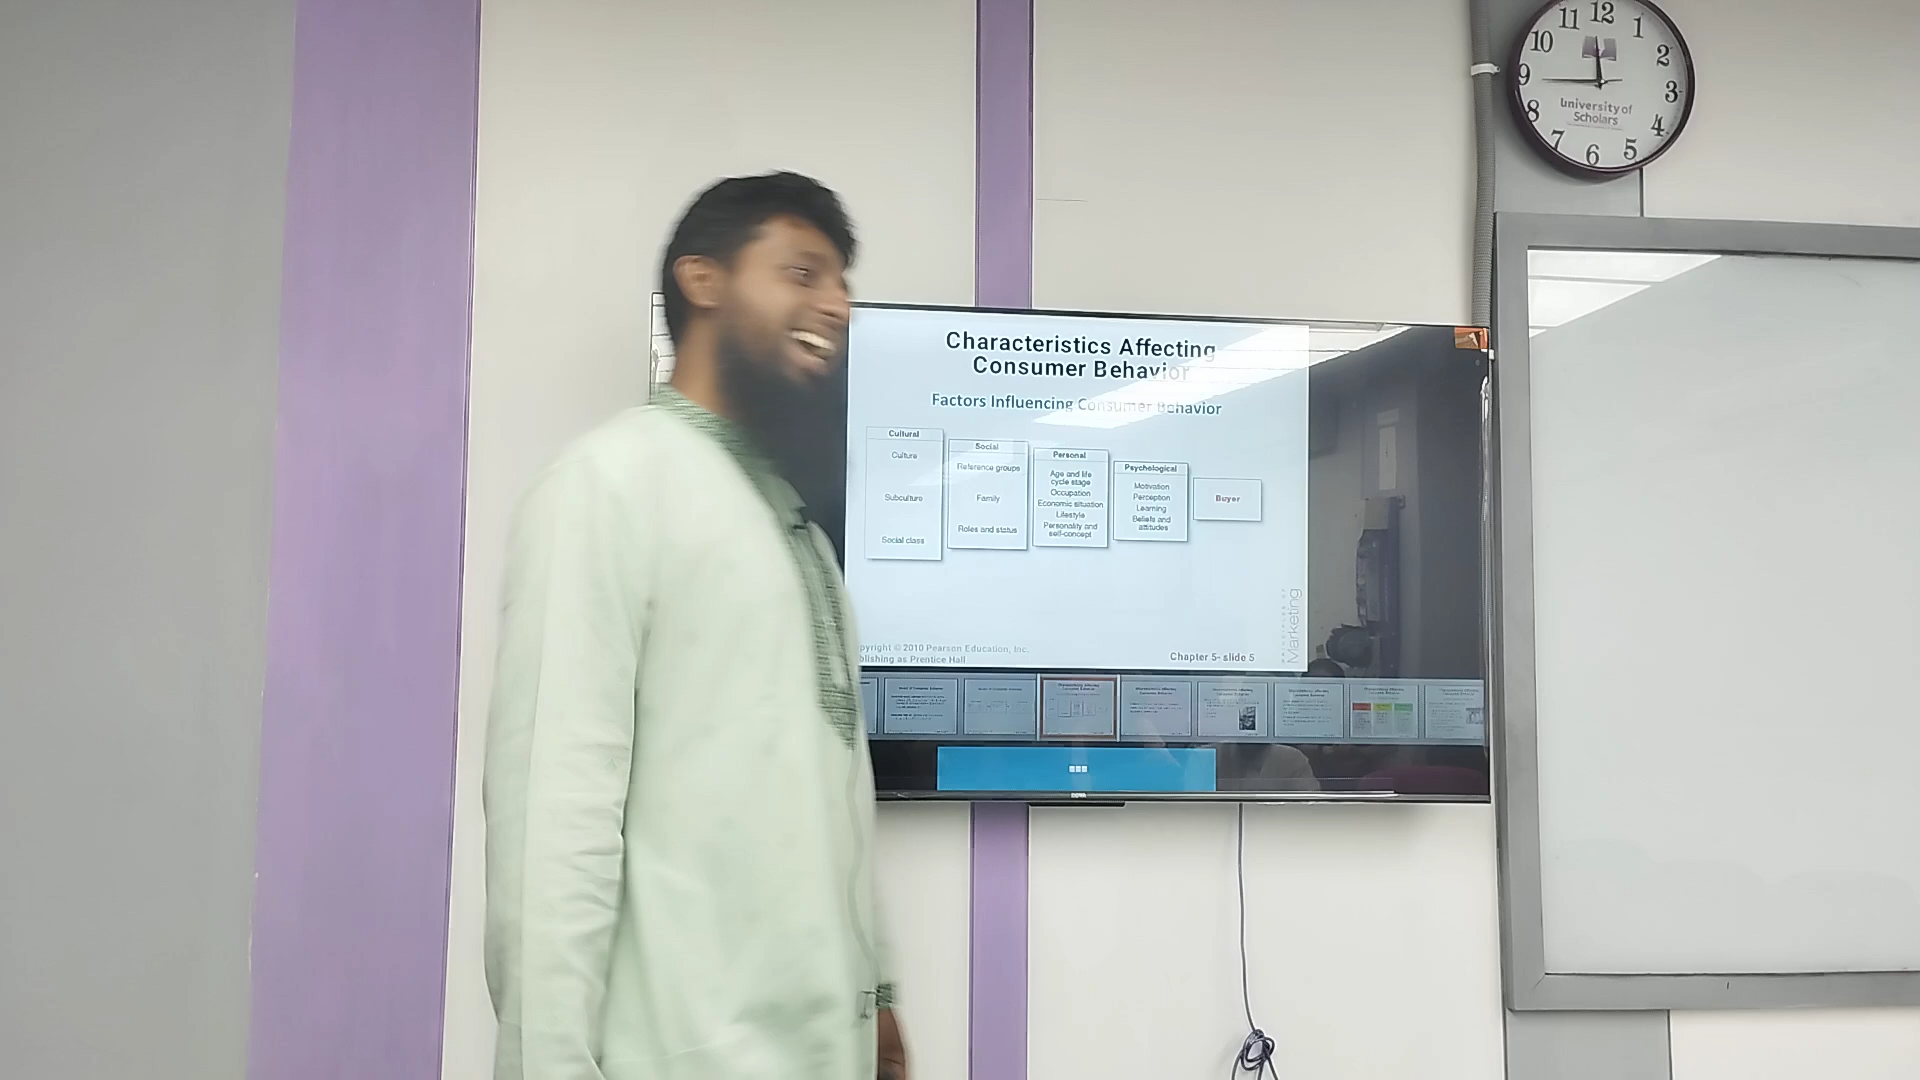 12
11
1
10
2
9
3
8
4
7
5
6
University of
Scholars
Characteristics Affecting
Consumer Behavior
Factors Influencing Consumer Behavior
Cultural
Culture
Subculture
Social class
Social
Reference groups
Family
Roles and status
Personal
Age and life
cycle stage
Occupation
Economic situation
Lifestyle
Personality and
self-concept
Psychological
Motivation
Perception
Learning
Beliefs and
attitudes
Buyer
Marketing
pyright © 2010 Pearson Education, Inc.
blishing as Prentice Hall
Chapter 5- slide 5